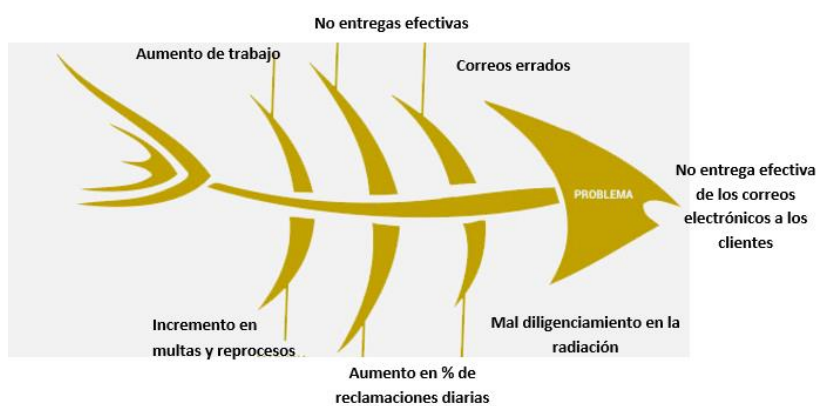 No entregas efectivas
Aumento de trabajo
Correos errados
No entrega efectiva
de los correos
electrónicos a los
clientes
PROBLEMA
Incremento en
multas y reprocesos
Mal diligenciamiento en la
radiación
Aumento en % de
reclamaciones diarias